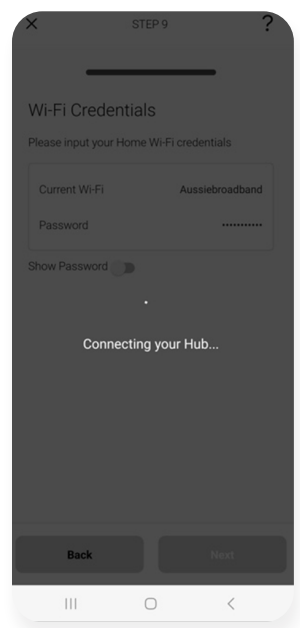 STEP 9 ?
Wi-Fi Credentials
Please input your Home Wi-Fi credentials
Current Wi-Fi Aussiebroadband
Password •••••••••••
Show Password
Connecting your Hub...
Back Next